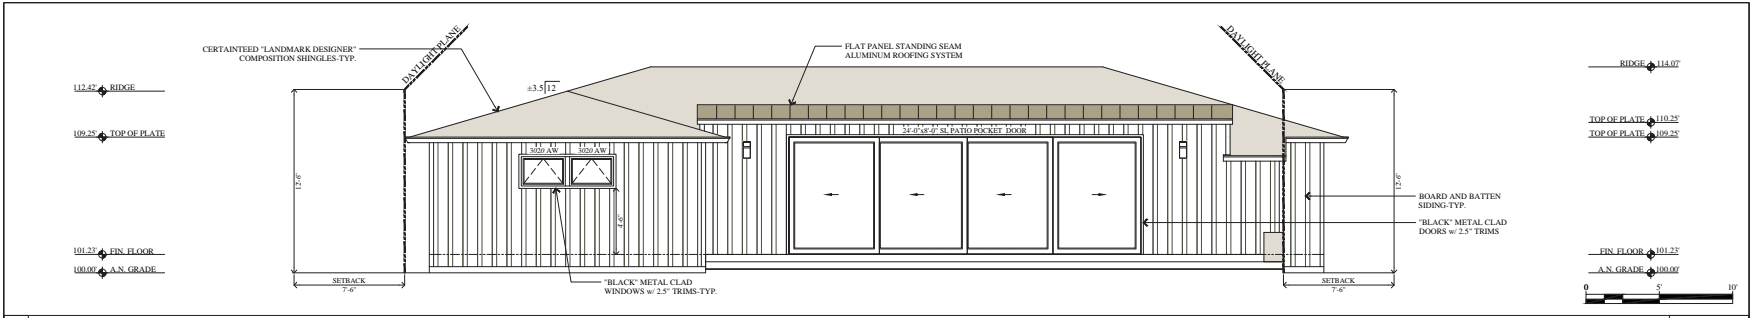 CERTAINTEED "LANDMARK DESIGNER"
COMPOSITION SHINGLES-TYP.
DAYLIGHT PLANE
FLAT PANEL STANDING SEAM
ALUMINUM ROOFING SYSTEM
DAYLIGHT PLANE
RIDGE 114.07'
112.42' RIDGE
±3.5 12
TOP OF PLATE 110.25'
109.25' TOP OF PLATE
24'-0"x8'-0" SL PATIO POCKET DOOR
TOP OF PLATE 109.25'
3020 AW 3020 AW
12'-6"
12'-6"
4'-6"
BOARD AND BATTEN
SIDING-TYP.
"BLACK" METAL CLAD
DOORS w/ 2.5" TRIMS
101.23' FIN. FLOOR
FIN. FLOOR 101.23'
100.00' A.N. GRADE
A.N. GRADE 100.00'
SETBACK
7'-6"
"BLACK" METAL CLAD
WINDOWS w/ 2.5" TRIMS-TYP.
SETBACK
7'-6"
0 5' 10'